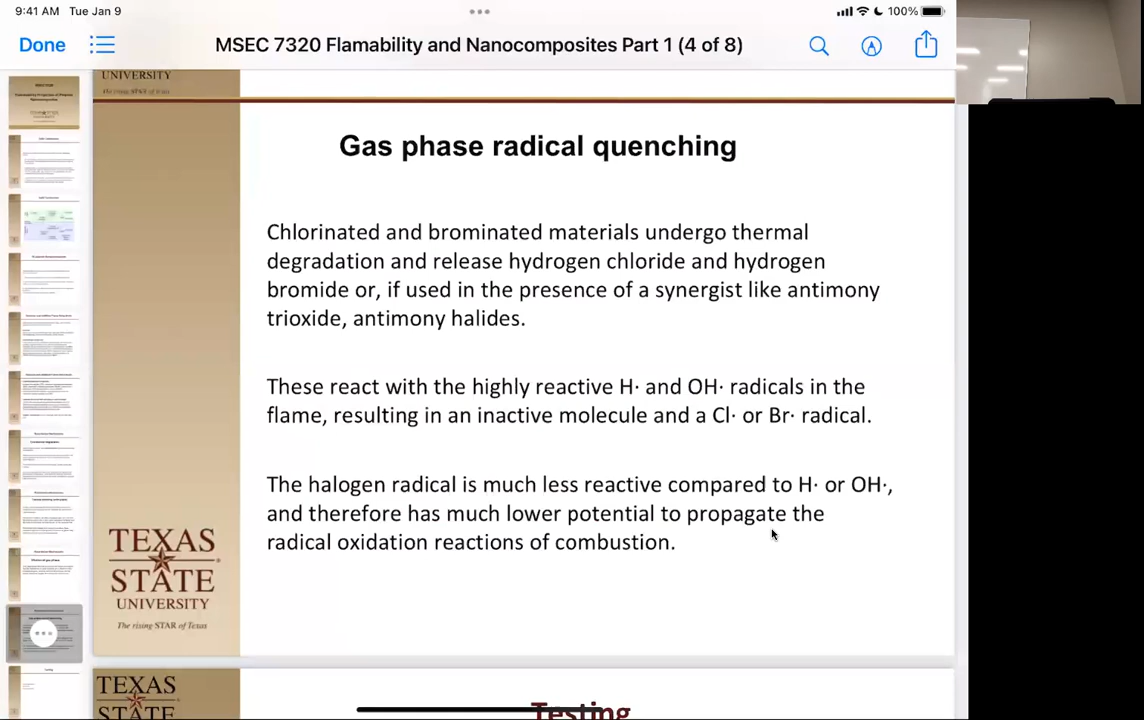 9:41 AM Tue Jan 9
100%
Done
MSEC 7320 Flamability and Nanocomposites Part 1 (4 of 8)
UNIVERSITY
The rising STAR of Texas
Gas phase radical quenching
Chlorinated and brominated materials undergo thermal
degradation and release hydrogen chloride and hydrogen
bromide or, if used in the presence of a synergist like antimony
trioxide, antimony halides.
These react with the highly reactive H· and OH· radicals in the
flame, resulting in an inactive molecule and a Cl· or Br· radical.
The halogen radical is much less reactive compared to H· or OH·,
and therefore has much lower potential to propagate the
radical oxidation reactions of combustion.
TEXAS
STATE
UNIVERSITY
The rising STAR of Texas
TEXAS
STATE
Testing